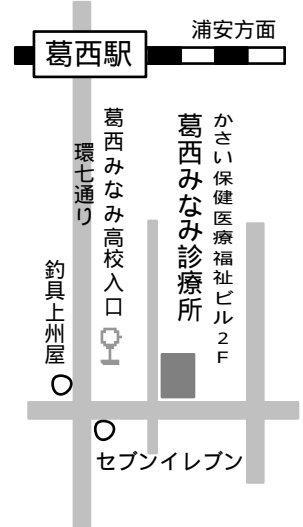 浦安方面
葛西駅
かさい保健医療福祉ビル2F
葛西みなみ診療所
葛西みなみ高校入口
環七通り
釣具上州屋
セブンイレブン